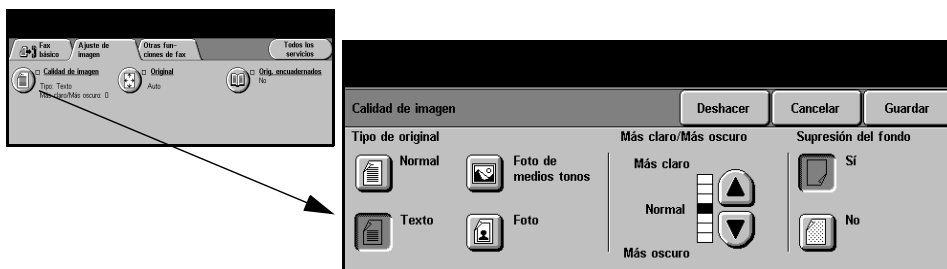 Fax básico
Ajuste de imagen
Otras fun-
ciones de fax
Todos los servicios
Calidad de imagen
Tipo: Texto
Más claro/Más oscuro: 0
Original
Auto
Orig. encuadernados
No
Calidad de imagen
Deshacer
Cancelar
Guardar
Tipo de original
Normal
Foto de
medios tonos
Texto
Foto
Más claro/Más oscuro
Más claro
Normal
Más oscuro
Supresión del fondo
Sí
No